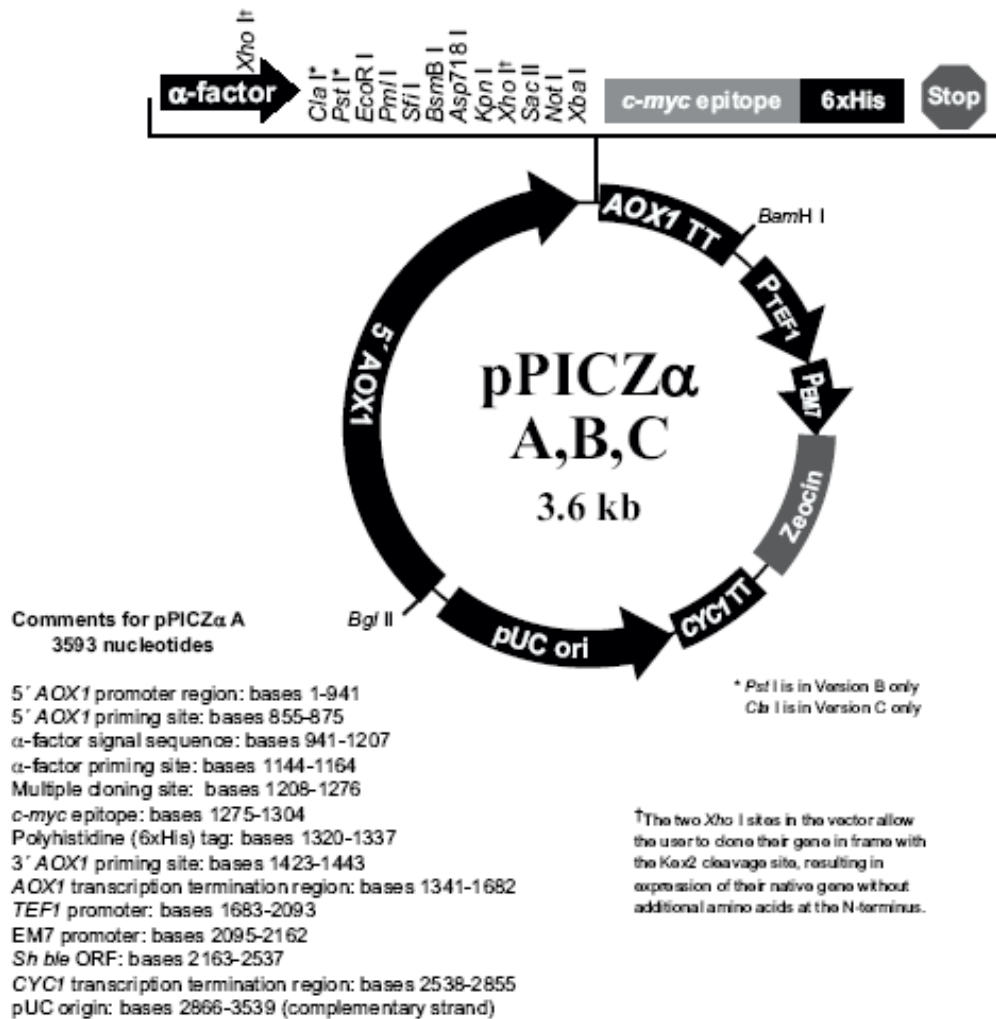 Xho I†
α-factor
Cla I*
Pst I*
EcoR I
Pml I
Sfi I
BsmB I
Asp718 I
Kpn I
Xho I†
Sac II
Not I
Xba I
c-myc epitope
6xHis
Stop
AOX1 TT
BamH I
PTEF1
PEM7
Zeocin
CYC1 TT
pUC ori
Bgl II
5´ AOX1
pPICZα
A,B,C
3.6 kb
Comments for pPICZα A
3593 nucleotides
5´ AOX1 promoter region: bases 1-941
5´ AOX1 priming site: bases 855-875
α-factor signal sequence: bases 941-1207
α-factor priming site: bases 1144-1164
Multiple cloning site: bases 1208-1276
c-myc epitope: bases 1275-1304
Polyhistidine (6xHis) tag: bases 1320-1337
3´ AOX1 priming site: bases 1423-1443
AOX1 transcription termination region: bases 1341-1682
TEF1 promoter: bases 1683-2093
EM7 promoter: bases 2095-2162
Sh ble ORF: bases 2163-2537
CYC1 transcription termination region: bases 2538-2855
pUC origin: bases 2866-3539 (complementary strand)
* Pst I is in Version B only
Cla I is in Version C only
†The two Xho I sites in the vector allow
the user to clone their gene in frame with
the Kex2 cleavage site, resulting in
expression of their native gene without
additional amino acids at the N-terminus.